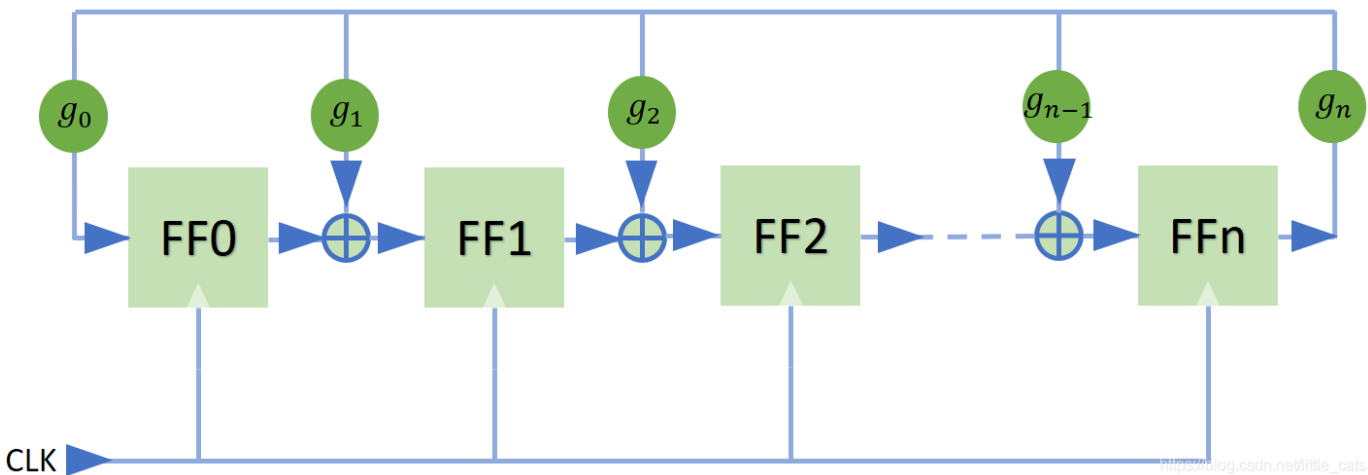 g₀ g₁ g₂ gₙ₋₁ gₙ
FF0 FF1 FF2 FFn
CLK
https://blog.csdn.net/little_cats